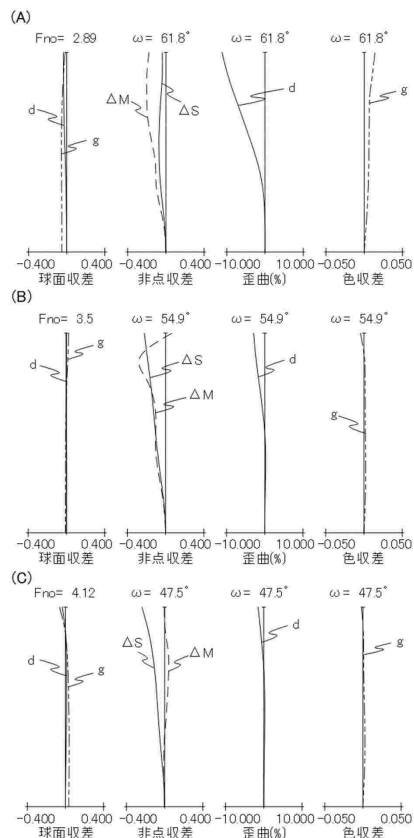 (A)
Fno= 2.89 ω= 61.8° ω= 61.8° ω= 61.8°
d g ΔM ΔS d g
-0.400 0.400 -0.400 0.400 -10.000 10.000 -0.050 0.050
球面収差 非点収差 歪曲(%) 色収差
(B)
Fno= 3.5 ω= 54.9° ω= 54.9° ω= 54.9°
d g ΔS ΔM d g
-0.400 0.400 -0.400 0.400 -10.000 10.000 -0.050 0.050
球面収差 非点収差 歪曲(%) 色収差
(C)
Fno= 4.12 ω= 47.5° ω= 47.5° ω= 47.5°
d g ΔS ΔM d g
-0.400 0.400 -0.400 0.400 -10.000 10.000 -0.050 0.050
球面収差 非点収差 歪曲(%) 色収差